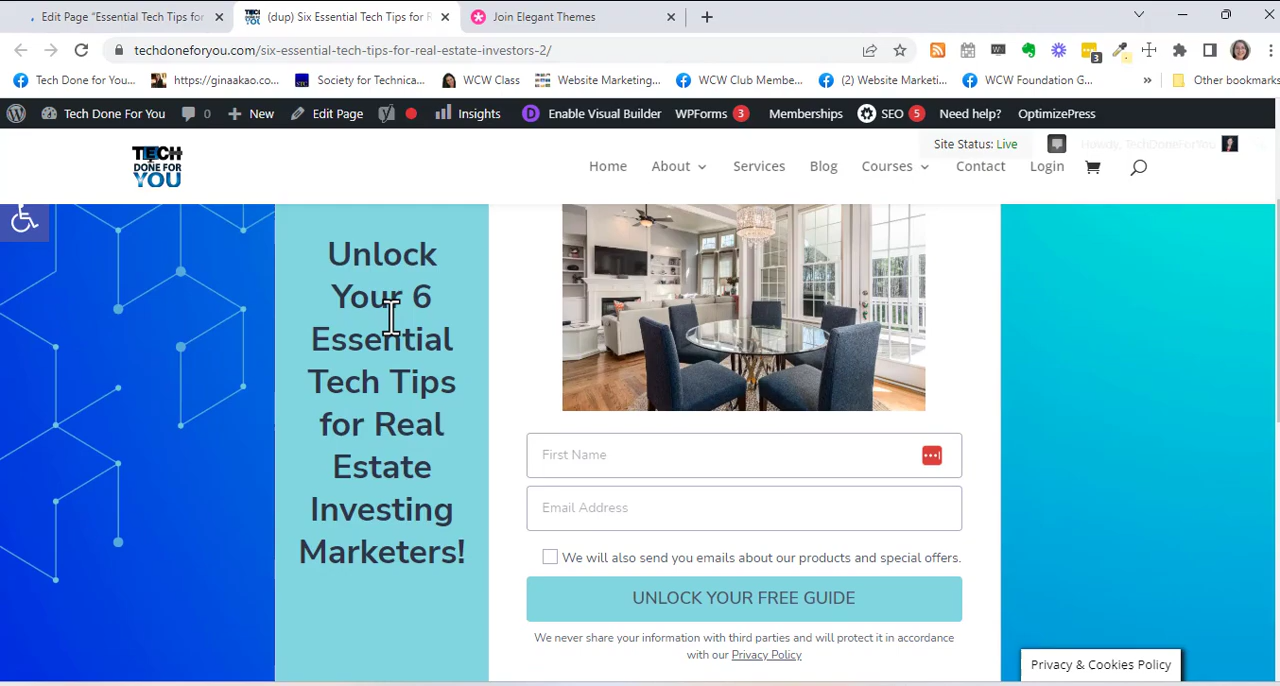 Edit Page “Essential Tech Tips for
(dup) Six Essential Tech Tips for R
Join Elegant Themes
techdoneforyou.com/six-essential-tech-tips-for-real-estate-investors-2/
3
Tech Done for You...
https://ginaakao.co...
Society for Technica...
WCW Class
Website Marketing...
WCW Club Membe...
(2) Website Marketi...
WCW Foundation G...
»
Other bookmarks
Tech Done For You
0
New
Edit Page
Insights
Enable Visual Builder
WPForms 3
Memberships
SEO 5
Need help?
OptimizePress
Site Status: Live
Howdy, TechDoneForYou
TECH
DONE FOR
YOU
Home
About
Services
Blog
Courses
Contact
Login
Unlock
Your 6
Essential
Tech Tips
for Real
Estate
Investing
Marketers!
First Name
Email Address
We will also send you emails about our products and special offers.
UNLOCK YOUR FREE GUIDE
We never share your information with third parties and will protect it in accordance
with our Privacy Policy
Privacy & Cookies Policy